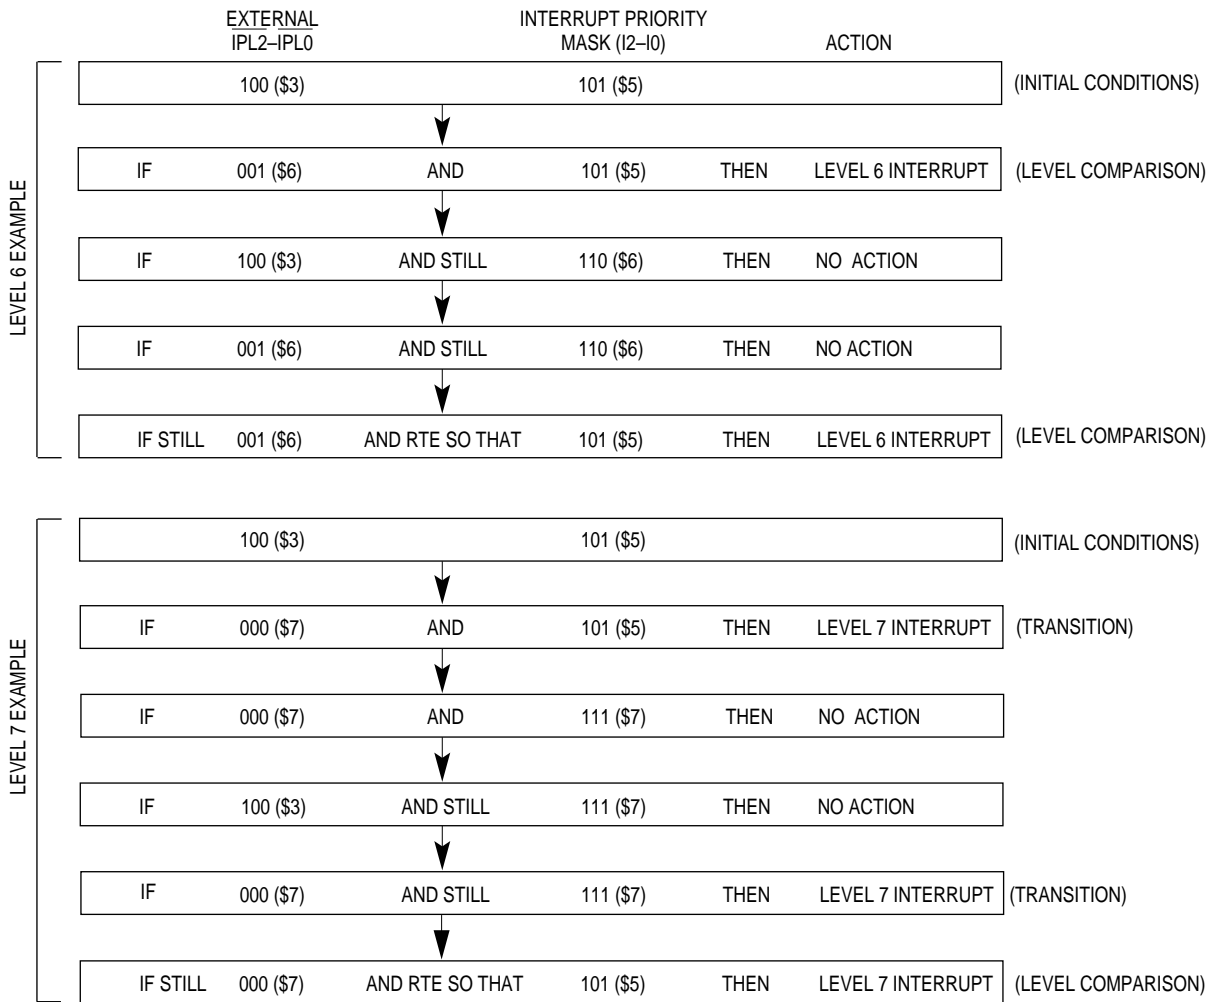 EXTERNAL INTERRUPT PRIORITY
IPL2–IPL0 MASK (I2–I0) ACTION
LEVEL 6 EXAMPLE
100 ($3) 101 ($5) (INITIAL CONDITIONS)
IF 001 ($6) AND 101 ($5) THEN LEVEL 6 INTERRUPT (LEVEL COMPARISON)
IF 100 ($3) AND STILL 110 ($6) THEN NO ACTION
IF 001 ($6) AND STILL 110 ($6) THEN NO ACTION
IF STILL 001 ($6) AND RTE SO THAT 101 ($5) THEN LEVEL 6 INTERRUPT (LEVEL COMPARISON)
LEVEL 7 EXAMPLE
100 ($3) 101 ($5) (INITIAL CONDITIONS)
IF 000 ($7) AND 101 ($5) THEN LEVEL 7 INTERRUPT (TRANSITION)
IF 000 ($7) AND 111 ($7) THEN NO ACTION
IF 100 ($3) AND STILL 111 ($7) THEN NO ACTION
IF 000 ($7) AND STILL 111 ($7) THEN LEVEL 7 INTERRUPT (TRANSITION)
IF STILL 000 ($7) AND RTE SO THAT 101 ($5) THEN LEVEL 7 INTERRUPT (LEVEL COMPARISON)